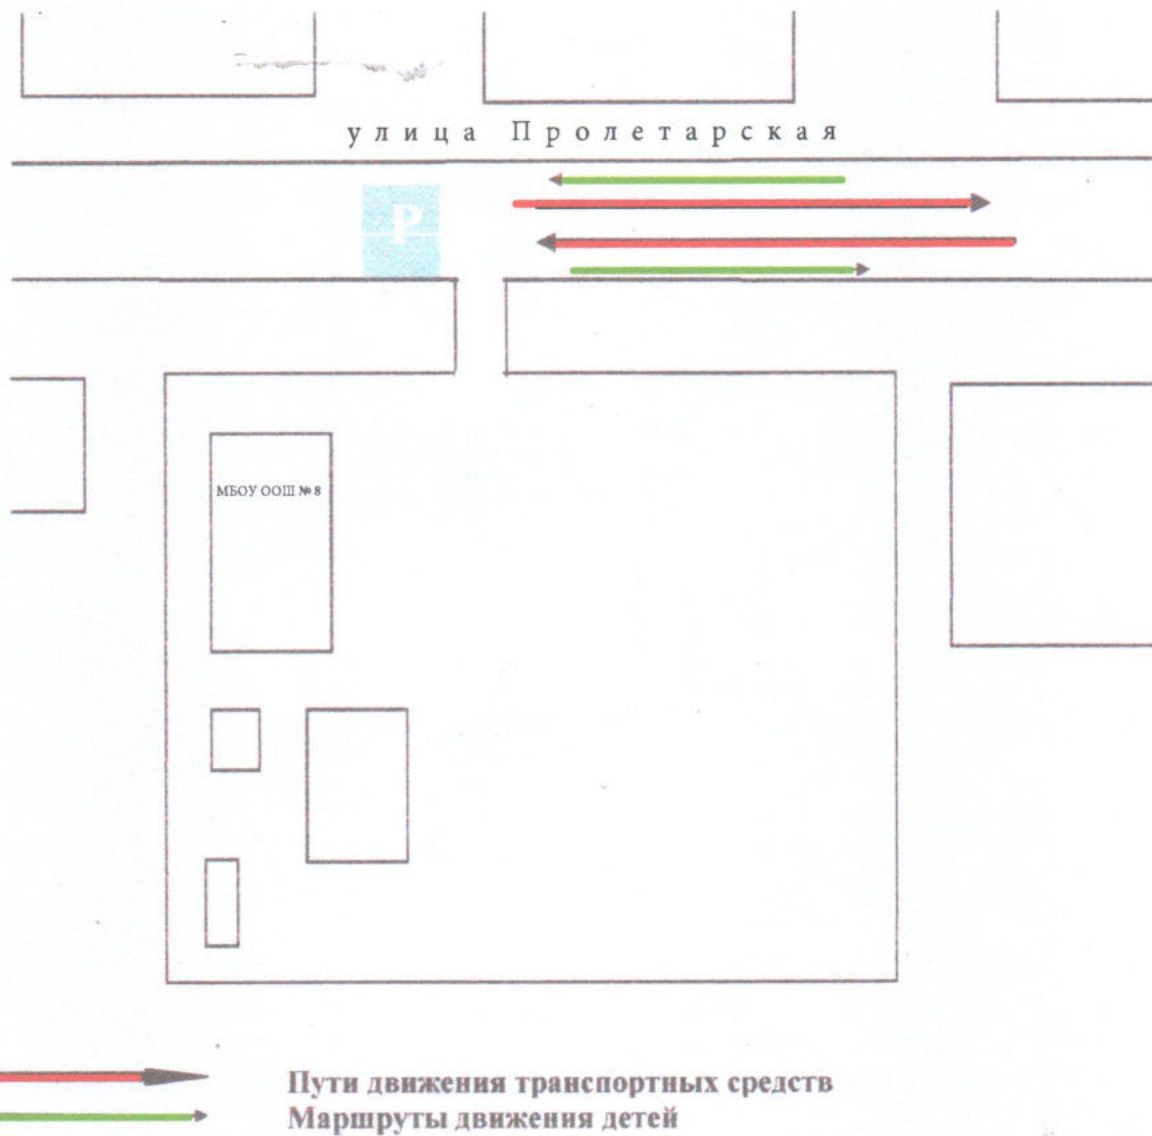 улица Пролетарская
P
МБОУ ООШ № 8
Пути движения транспортных средств
Маршруты движения детей